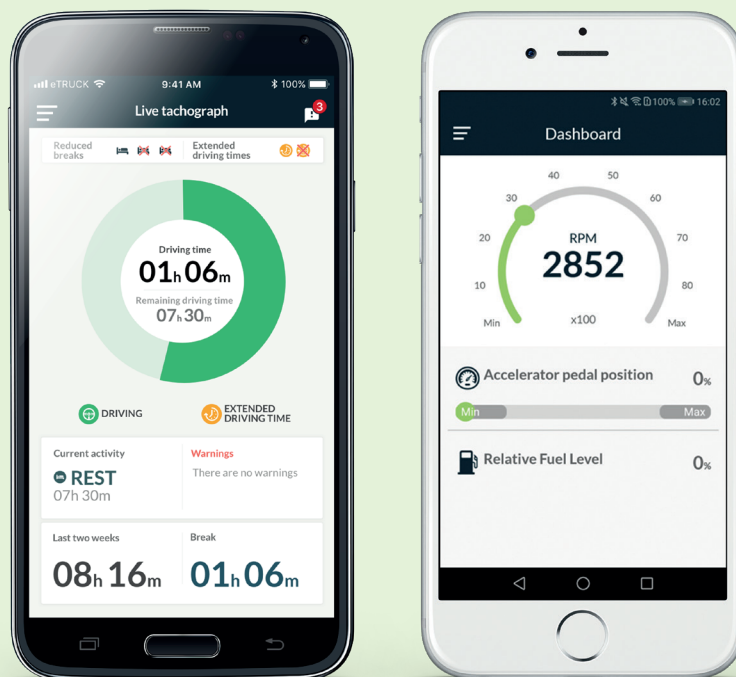 eTRUCK
9:41 AM
100%
Live tachograph
3
Reduced
breaks
Extended
driving times
Driving time
01h 06m
Remaining driving time
07h 30m
DRIVING
EXTENDED
DRIVING TIME
Current activity
REST
07h 30m
Warnings
There are no warnings
Last two weeks
08h 16m
Break
01h 06m
100% 16:02
Dashboard
40
50
30
60
20
70
10
80
Min
Max
RPM
2852
x100
Accelerator pedal position
0%
Min
Max
Relative Fuel Level
0%